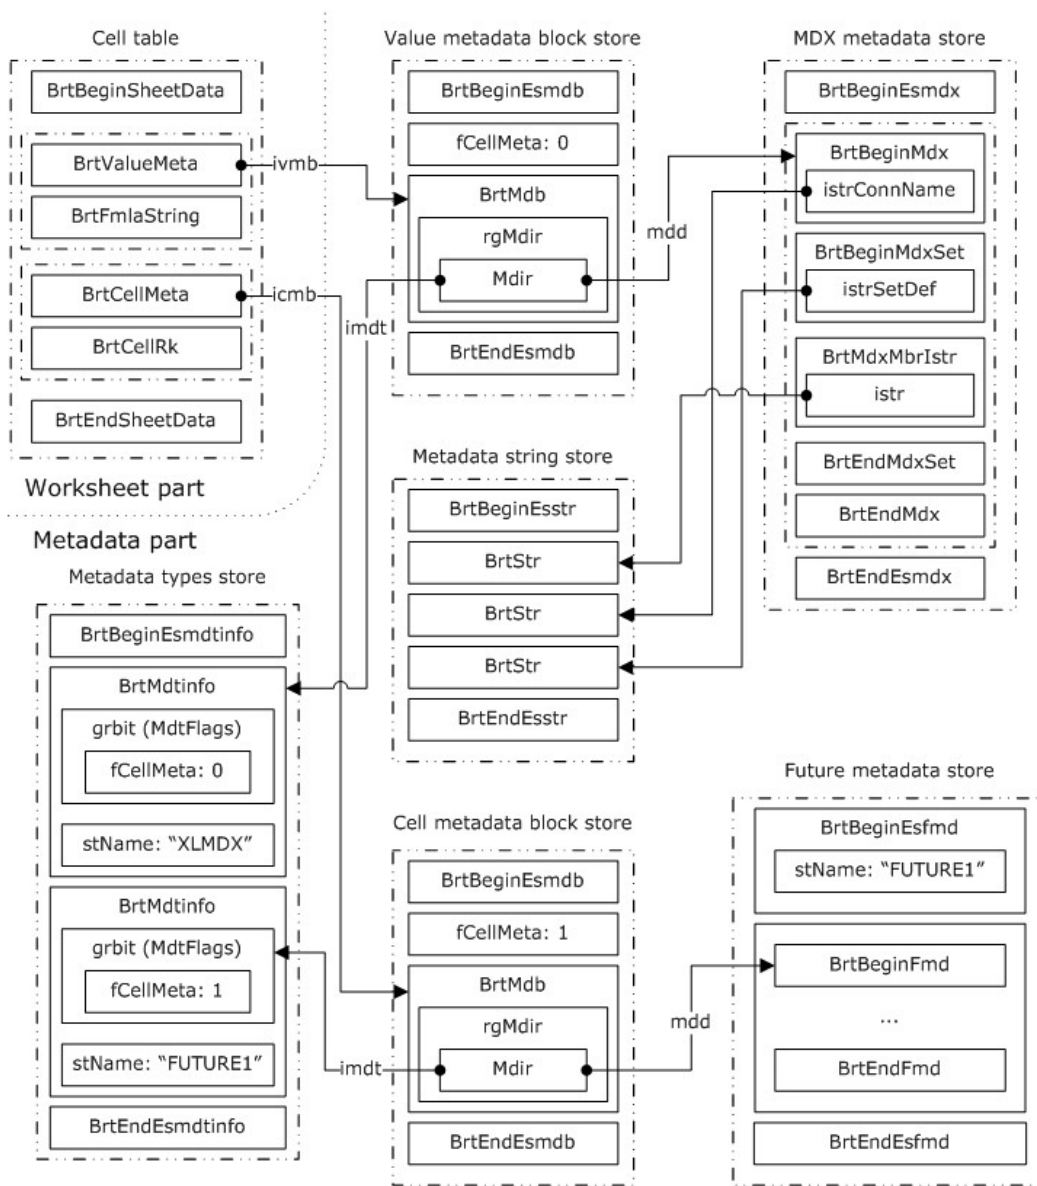 Cell table
BrtBeginSheetData
BrtValueMeta
ivmb
BrtFmlaString
BrtCellMeta
icmb
BrtCellRk
BrtEndSheetData
Worksheet part
Value metadata block store
BrtBeginEsmdb
fCellMeta: 0
BrtMdb
rgMdir
Mdir
mdd
imdt
BrtEndEsmdb
MDX metadata store
BrtBeginEsmdx
BrtBeginMdx
istrConnName
BrtBeginMdxSet
istrSetDef
BrtMdxMbrIstr
istr
BrtEndMdxSet
BrtEndMdx
BrtEndEsmdx
Metadata string store
BrtBeginEsstr
BrtStr
BrtStr
BrtStr
BrtEndEsstr
Metadata part
Metadata types store
BrtBeginEsmdtinfo
BrtMdtinfo
grbit (MdtFlags)
fCellMeta: 0
stName: “XLMDX”
BrtMdtinfo
grbit (MdtFlags)
fCellMeta: 1
stName: “FUTURE1”
BrtEndEsmdtinfo
Cell metadata block store
BrtBeginEsmdb
fCellMeta: 1
BrtMdb
rgMdir
Mdir
imdt
mdd
BrtEndEsmdb
Future metadata store
BrtBeginEsfmd
stName: “FUTURE1”
BrtBeginFmd
...
BrtEndFmd
BrtEndEsfmd